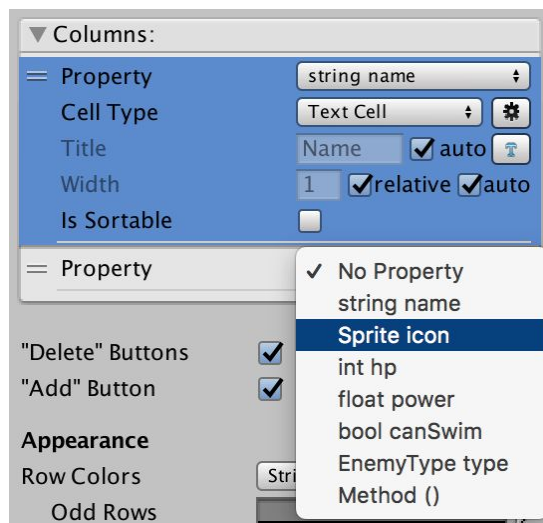 Columns:
Property string name
Cell Type Text Cell
Title Name auto T
Width 1 relative auto
Is Sortable
Property
No Property
string name
Sprite icon
int hp
float power
bool canSwim
EnemyType type
Method ()
"Delete" Buttons
"Add" Button
Appearance
Row Colors Stri
Odd Rows